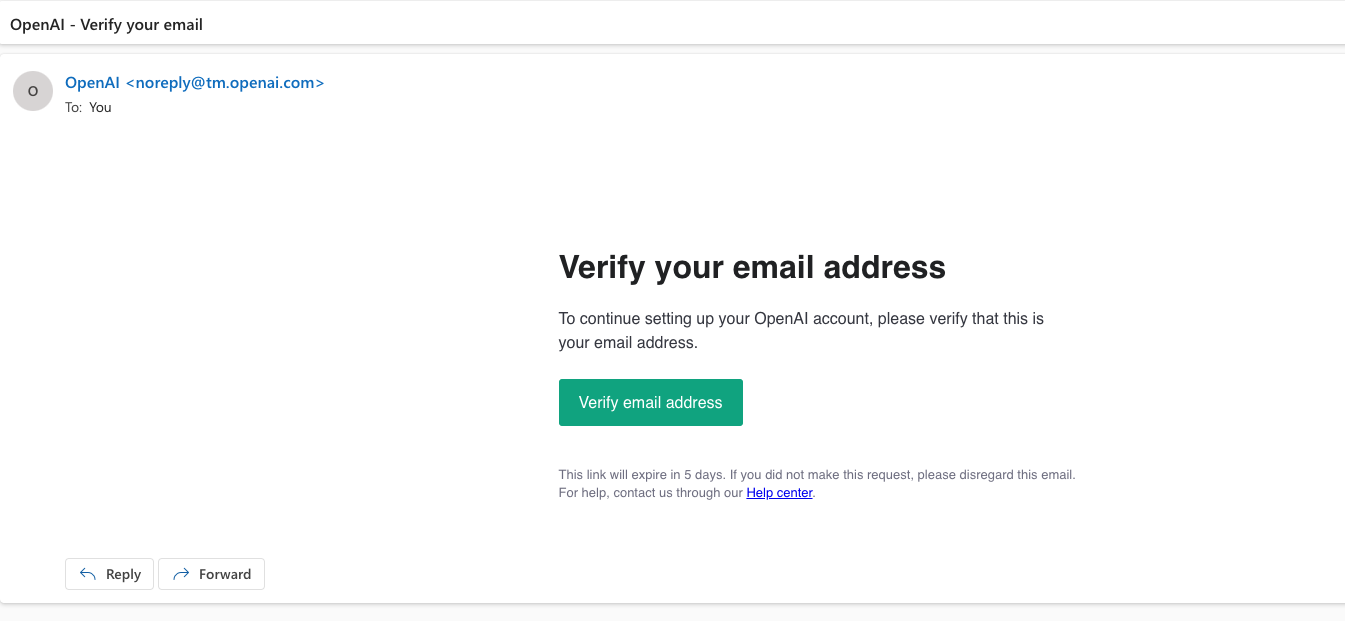 OpenAI - Verify your email
O
OpenAI <noreply@tm.openai.com>
To: You
Verify your email address
To continue setting up your OpenAI account, please verify that this is
your email address.
Verify email address
This link will expire in 5 days. If you did not make this request, please disregard this email.
For help, contact us through our Help center.
Reply Forward